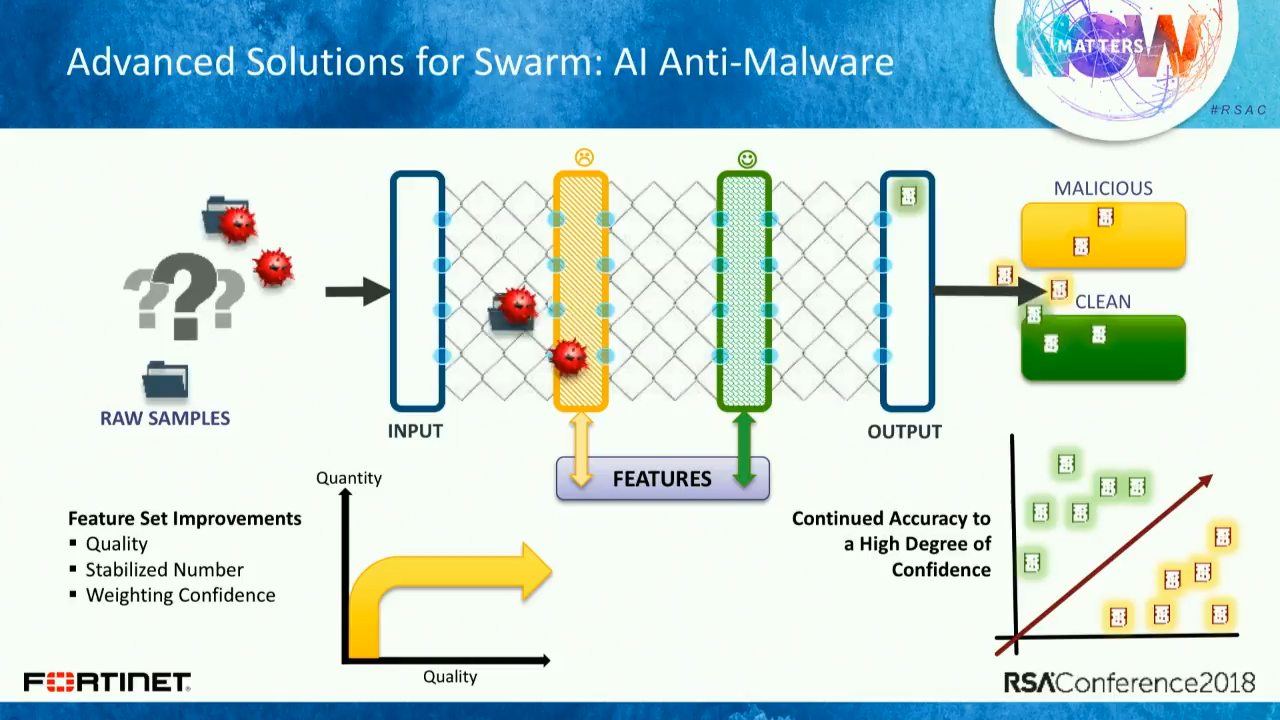 Advanced Solutions for Swarm: AI Anti-Malware
NOW
MATTERS
#RSAC
MALICIOUS
CLEAN
RAW SAMPLES
INPUT
OUTPUT
FEATURES
Quantity
Feature Set Improvements
▪ Quality
▪ Stabilized Number
▪ Weighting Confidence
Quality
Continued Accuracy to
a High Degree of
Confidence
FORTINET®
RSAConference2018